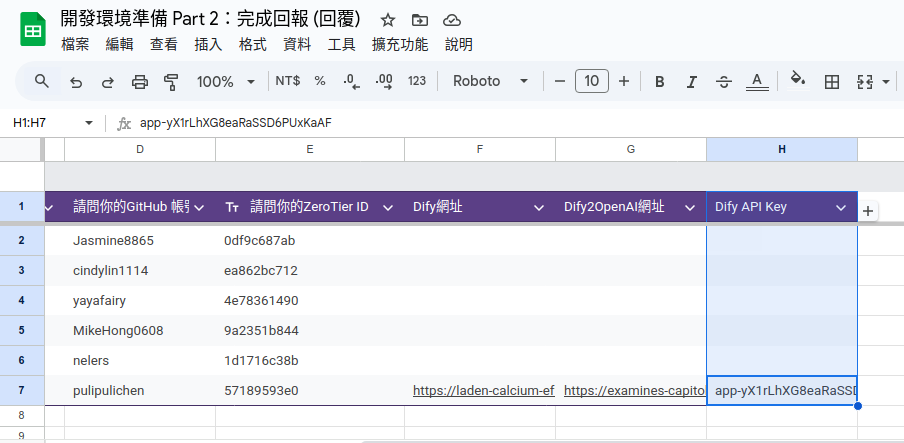 開發環境準備 Part 2：完成回報 (回覆)
檔案 編輯 查看 插入 格式 資料 工具 擴充功能 說明
100% NT$ % .0 .00 123 Roboto 10 B I S A
H1:H7 fx app-yX1rLhXG8eaRaSSD6PUxKaAF
D E F G H
1 請問你的GitHub 帳 Tт 請問你的ZeroTier ID Dify網址 Dify2OpenAI網址 Dify API Key
2 Jasmine8865 0df9c687ab
3 cindylin1114 ea862bc712
4 yayafairy 4e78361490
5 MikeHong0608 9a2351b844
6 nelers 1d1716c38b
7 pulipulichen 57189593e0 https://laden-calcium-ef https://examines-capito app-yX1rLhXG8eaRaSSD
8
9